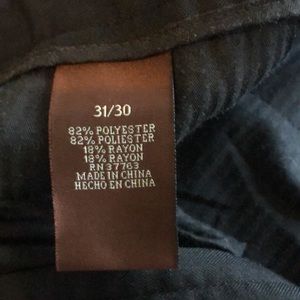 31/30
82% POLYESTER
82% POLIESTER
18% RAYON
18% RAYON
RN 37763
MADE IN CHINA
HECHO EN CHINA